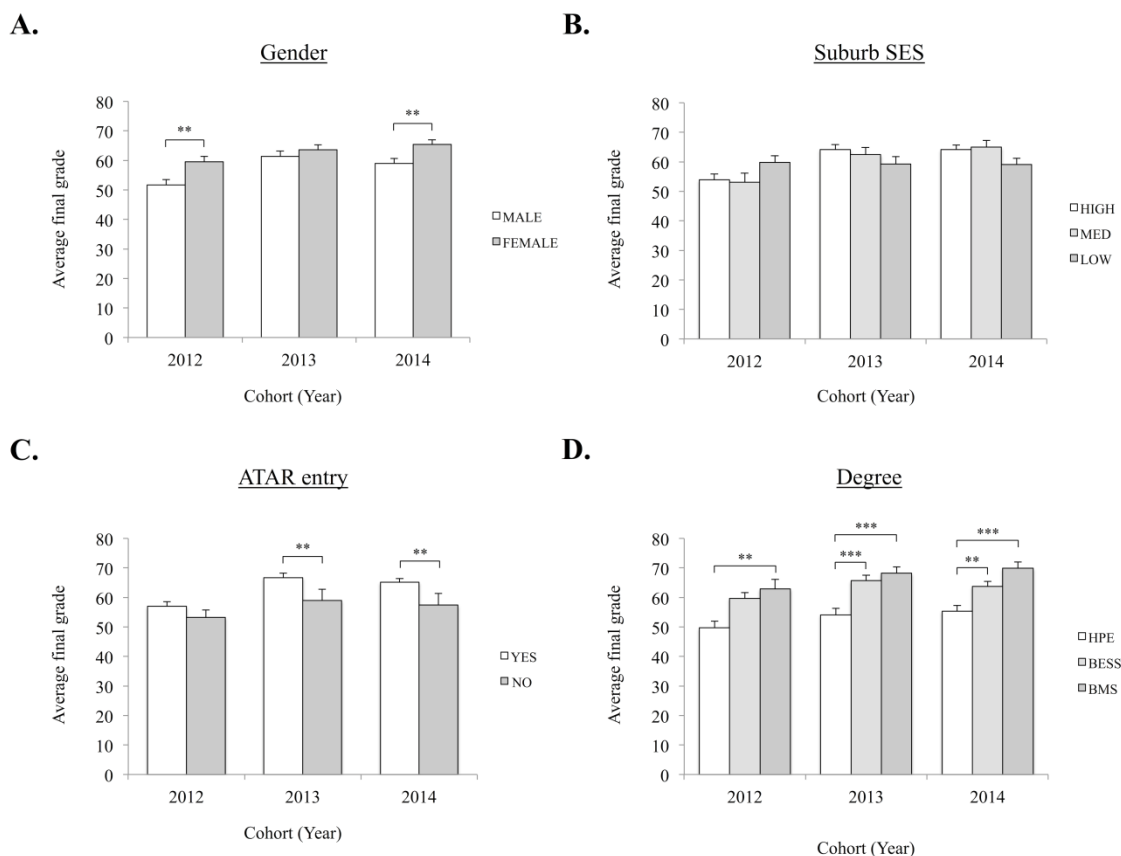 A.
Gender
Average final grade
80
70
60
50
40
30
20
10
0
**
**
2012
2013
2014
Cohort (Year)
MALE
FEMALE
B.
Suburb SES
Average final grade
80
70
60
50
40
30
20
10
0
2012
2013
2014
Cohort (Year)
HIGH
MED
LOW
C.
ATAR entry
Average final grade
80
70
60
50
40
30
20
10
0
**
**
2012
2013
2014
Cohort (Year)
YES
NO
D.
Degree
Average final grade
80
70
60
50
40
30
20
10
0
**
***
***
***
**
2012
2013
2014
Cohort (Year)
HPE
BESS
BMS